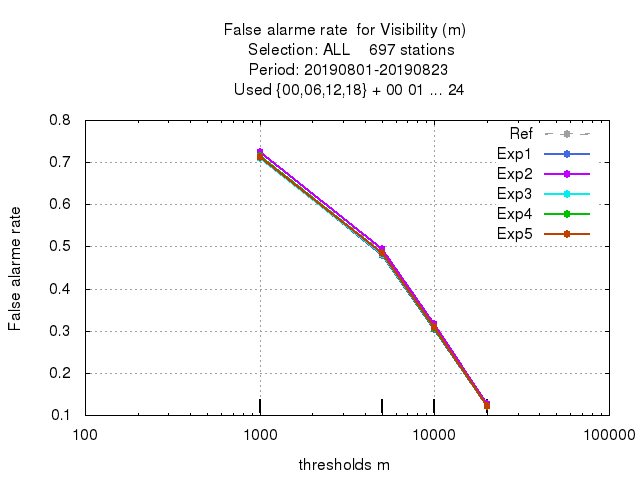 False alarme rate  for Visibility (m)
Selection: ALL    697 stations
Period: 20190801-20190823
Used {00,06,12,18} + 00 01 ... 24
0.8
0.7
0.6
0.5
0.4
0.3
0.2
0.1
False alarme rate
Ref
Exp1
Exp2
Exp3
Exp4
Exp5
100
1000
10000
100000
thresholds m